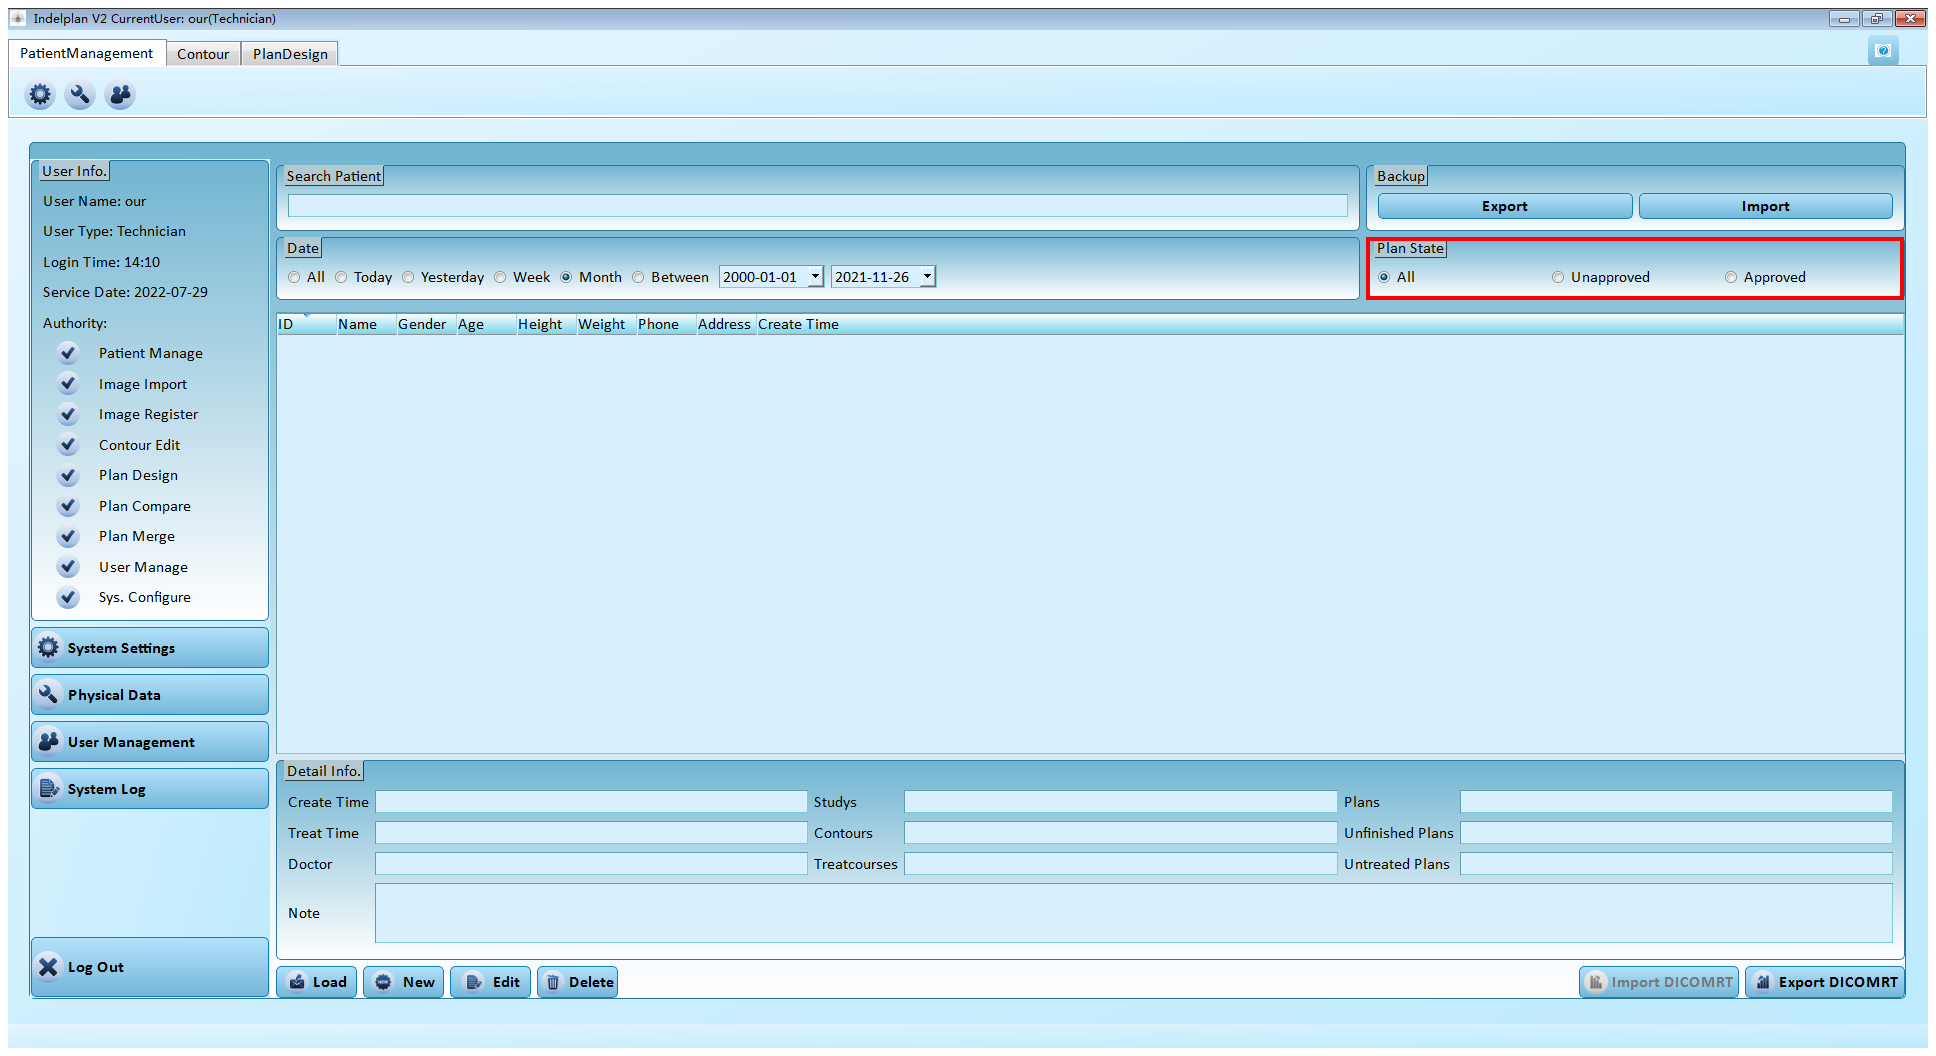 Indelplan V2 CurrentUser: our(Technician)
PatientManagement Contour PlanDesign
User Info.
User Name: our
User Type: Technician
Login Time: 14:10
Service Date: 2022-07-29
Authority:
Patient Manage
Image Import
Image Register
Contour Edit
Plan Design
Plan Compare
Plan Merge
User Manage
Sys. Configure
System Settings
Physical Data
User Management
System Log
Log Out
Search Patient
Backup
Export Import
Date
All Today Yesterday Week Month Between 2000-01-01 2021-11-26
Plan State
All Unapproved Approved
ID Name Gender Age Height Weight Phone Address Create Time
Detail Info.
Create Time Studys Plans
Treat Time Contours Unfinished Plans
Doctor Treatcourses Untreated Plans
Note
Load New Edit Delete Import DICOMRT Export DICOMRT